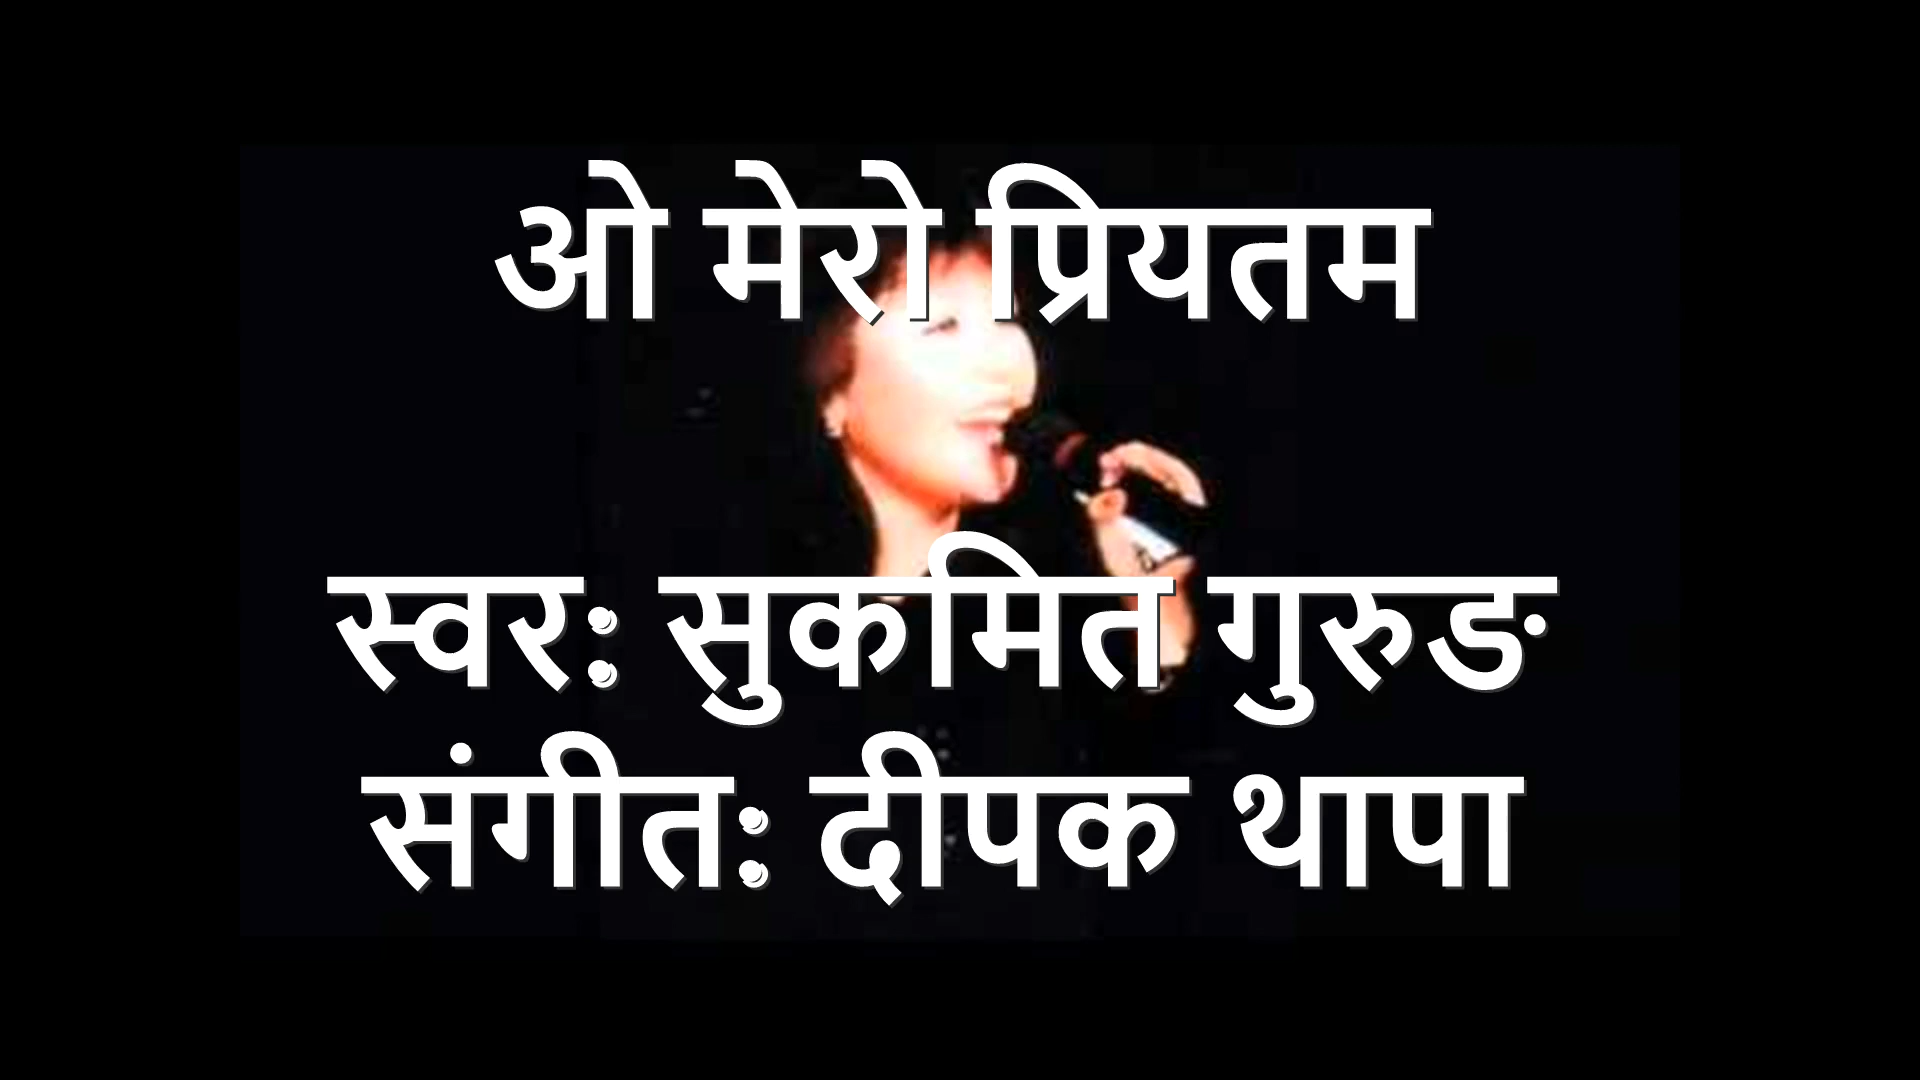 ओ मेरो प्रियतम
स्वर: सुकमित गुरुङ
संगीत: दीपक थापा